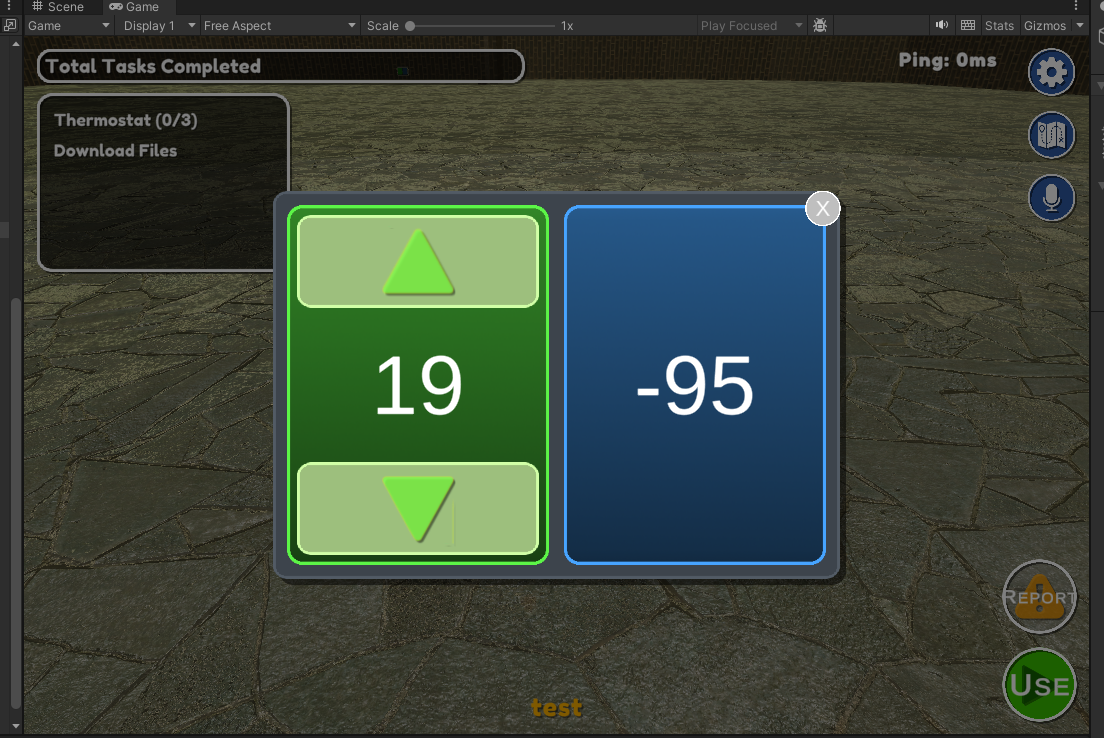 Scene
Game
Game
Display 1
Free Aspect
Scale
1x
Play Focused
Stats
Gizmos
Total Tasks Completed
Ping: 0ms
Thermostat (0/3)
Download Files
X
19
-95
REPORT
USE
test